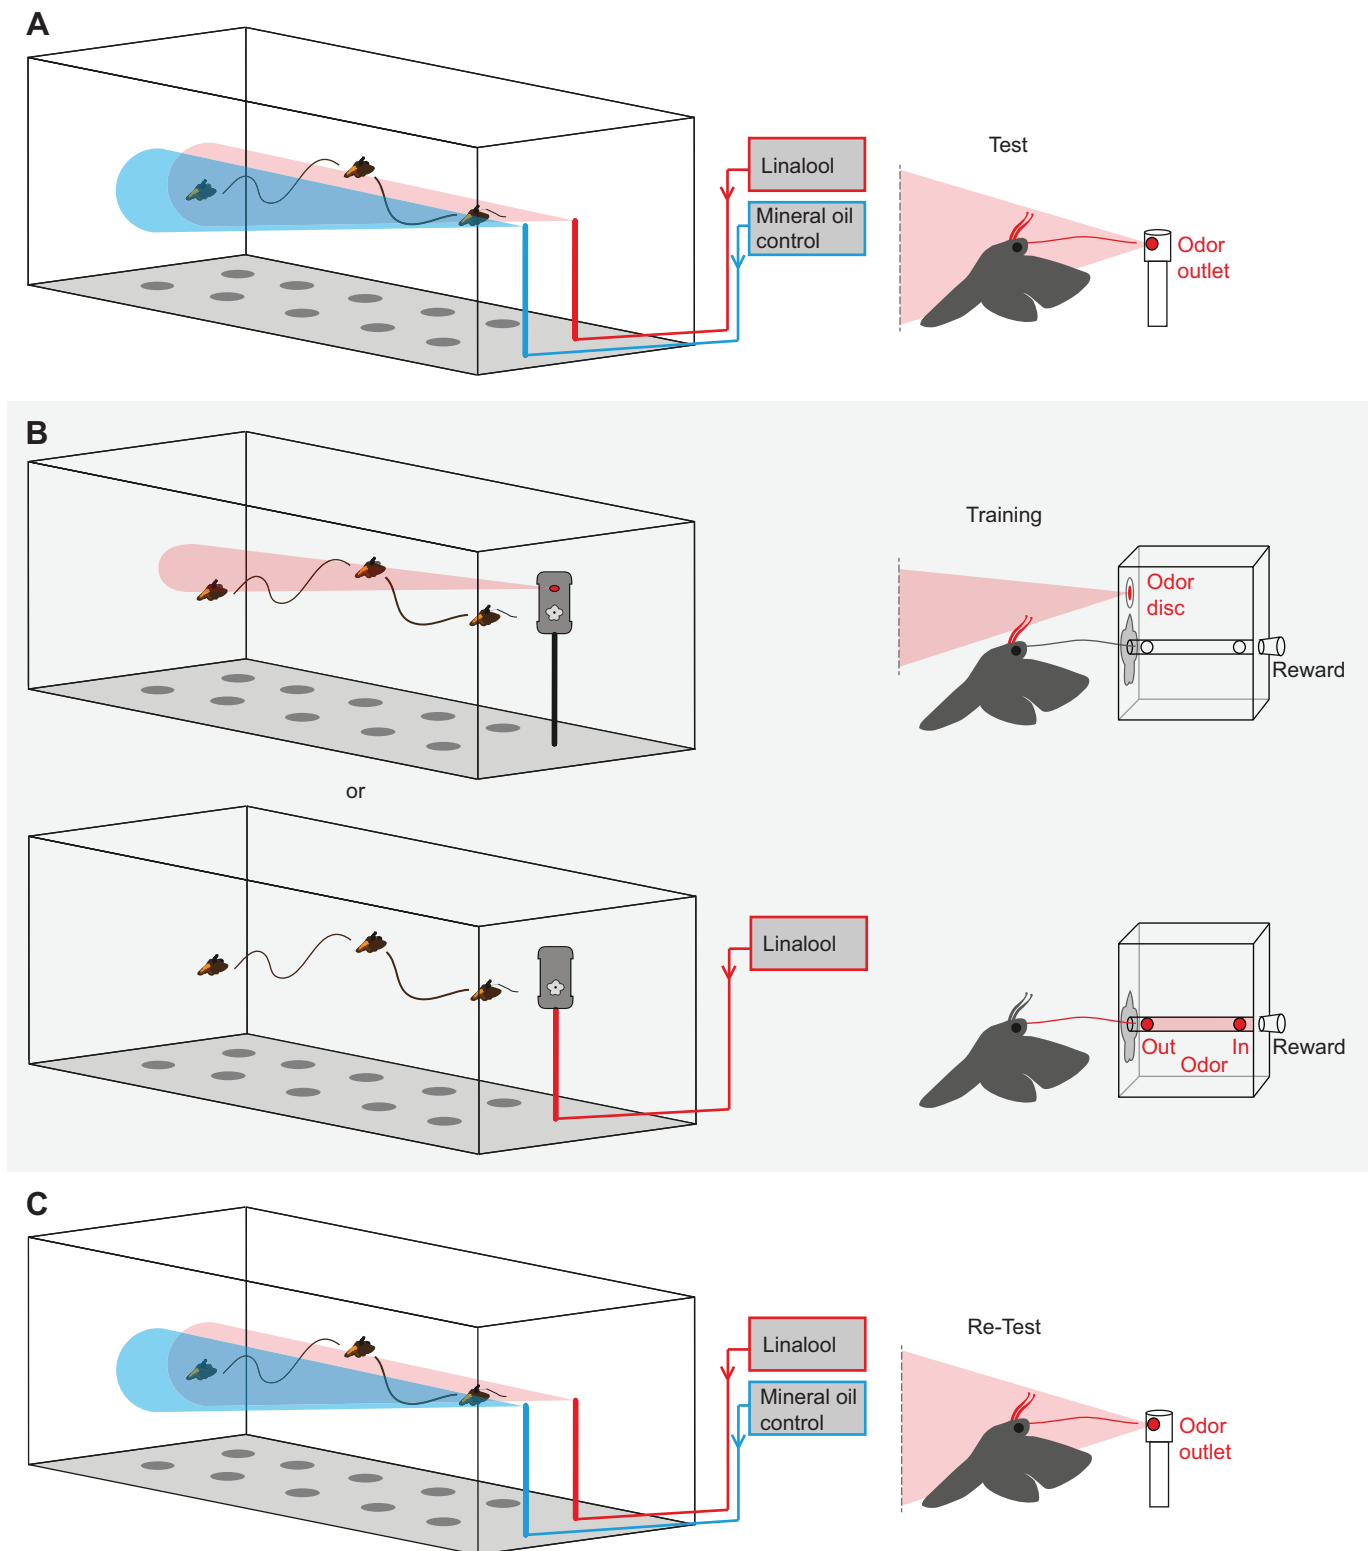 A
Linalool
Mineral oil
control
Test
Odor
outlet
B
Training
Odor
disc
Reward
or
Linalool
Out
In
Odor
Reward
C
Linalool
Mineral oil
control
Re-Test
Odor
outlet